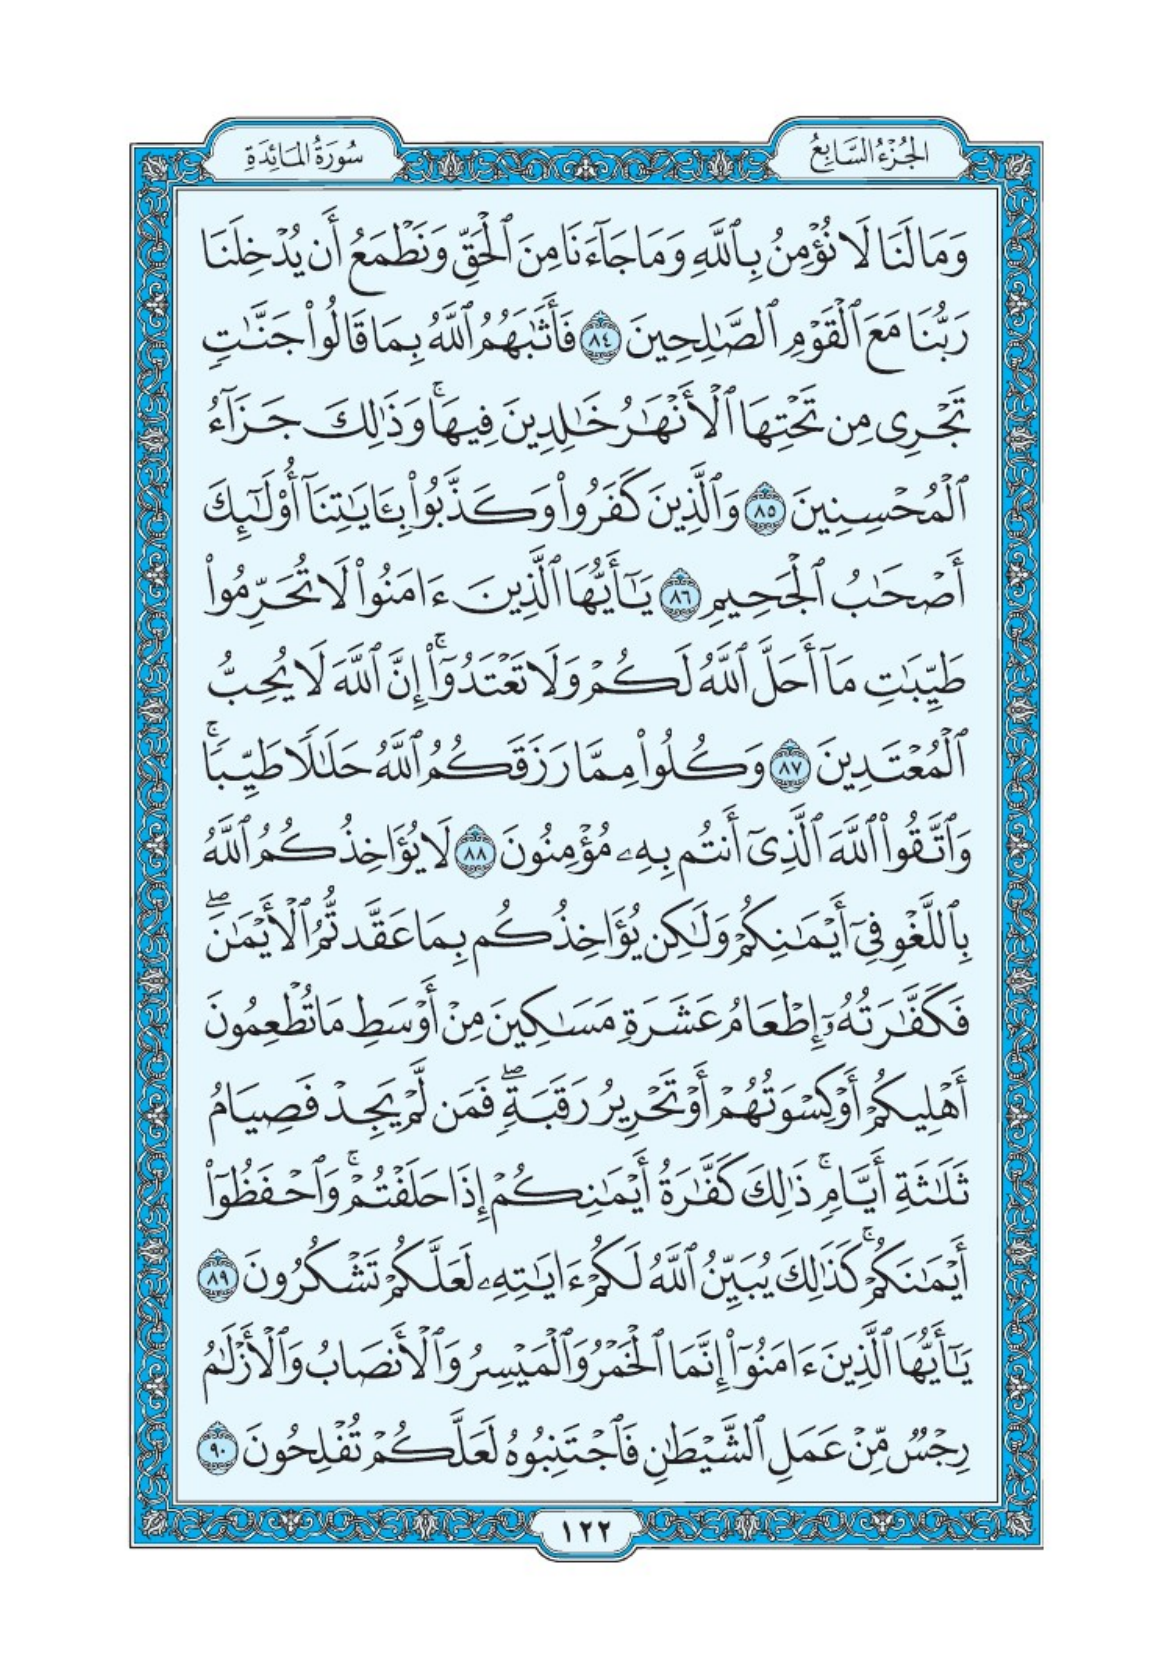 الجُزْءُ السَّابِعُ
سُورَةُ المَائِدَةِ
وَمَا لَنَا لَا نُؤْمِنُ بِٱللَّهِ وَمَا جَآءَنَا مِنَ ٱلْحَقِّ وَنَطْمَعُ أَن يُدْخِلَنَا
رَبُّنَا مَعَ ٱلْقَوْمِ ٱلصَّـٰلِحِينَ ٨٤ فَأَثَـٰبَهُمُ ٱللَّهُ بِمَا قَالُوا۟ جَنَّـٰتٍ
تَجْرِى مِن تَحْتِهَا ٱلْأَنْهَـٰرُ خَـٰلِدِينَ فِيهَا ۚ وَذَٰلِكَ جَزَآءُ
ٱلْمُحْسِنِينَ ٨٥ وَٱلَّذِينَ كَفَرُوا۟ وَكَذَّبُوا۟ بِـَٔايَـٰتِنَآ أُو۟لَـٰٓئِكَ
أَصْحَـٰبُ ٱلْجَحِيمِ ٨٦ يَـٰٓأَيُّهَا ٱلَّذِينَ ءَامَنُوا۟ لَا تُحَرِّمُوا۟
طَيِّبَـٰتِ مَآ أَحَلَّ ٱللَّهُ لَكُمْ وَلَا تَعْتَدُوٓا۟ ۚ إِنَّ ٱللَّهَ لَا يُحِبُّ
ٱلْمُعْتَدِينَ ٨٧ وَكُلُوا۟ مِمَّا رَزَقَكُمُ ٱللَّهُ حَلَـٰلًا طَيِّبًا ۚ
وَٱتَّقُوا۟ ٱللَّهَ ٱلَّذِىٓ أَنتُم بِهِۦ مُؤْمِنُونَ ٨٨ لَا يُؤَاخِذُكُمُ ٱللَّهُ
بِٱللَّغْوِ فِىٓ أَيْمَـٰنِكُمْ وَلَـٰكِن يُؤَاخِذُكُم بِمَا عَقَّدتُّمُ ٱلْأَيْمَـٰنَ ۖ
فَكَفَّـٰرَتُهُۥٓ إِطْعَامُ عَشَرَةِ مَسَـٰكِينَ مِنْ أَوْسَطِ مَا تُطْعِمُونَ
أَهْلِيكُمْ أَوْ كِسْوَتُهُمْ أَوْ تَحْرِيرُ رَقَبَةٍ ۖ فَمَن لَّمْ يَجِدْ فَصِيَامُ
ثَلَـٰثَةِ أَيَّامٍ ۚ ذَٰلِكَ كَفَّـٰرَةُ أَيْمَـٰنِكُمْ إِذَا حَلَفْتُمْ ۚ وَٱحْفَظُوٓا۟
أَيْمَـٰنَكُمْ ۚ كَذَٰلِكَ يُبَيِّنُ ٱللَّهُ لَكُمْ ءَايَـٰتِهِۦ لَعَلَّكُمْ تَشْكُرُونَ ٨٩
يَـٰٓأَيُّهَا ٱلَّذِينَ ءَامَنُوٓا۟ إِنَّمَا ٱلْخَمْرُ وَٱلْمَيْسِرُ وَٱلْأَنصَابُ وَٱلْأَزْلَـٰمُ
رِجْسٌ مِّنْ عَمَلِ ٱلشَّيْطَـٰنِ فَٱجْتَنِبُوهُ لَعَلَّكُمْ تُفْلِحُونَ ٩٠
١٢٢